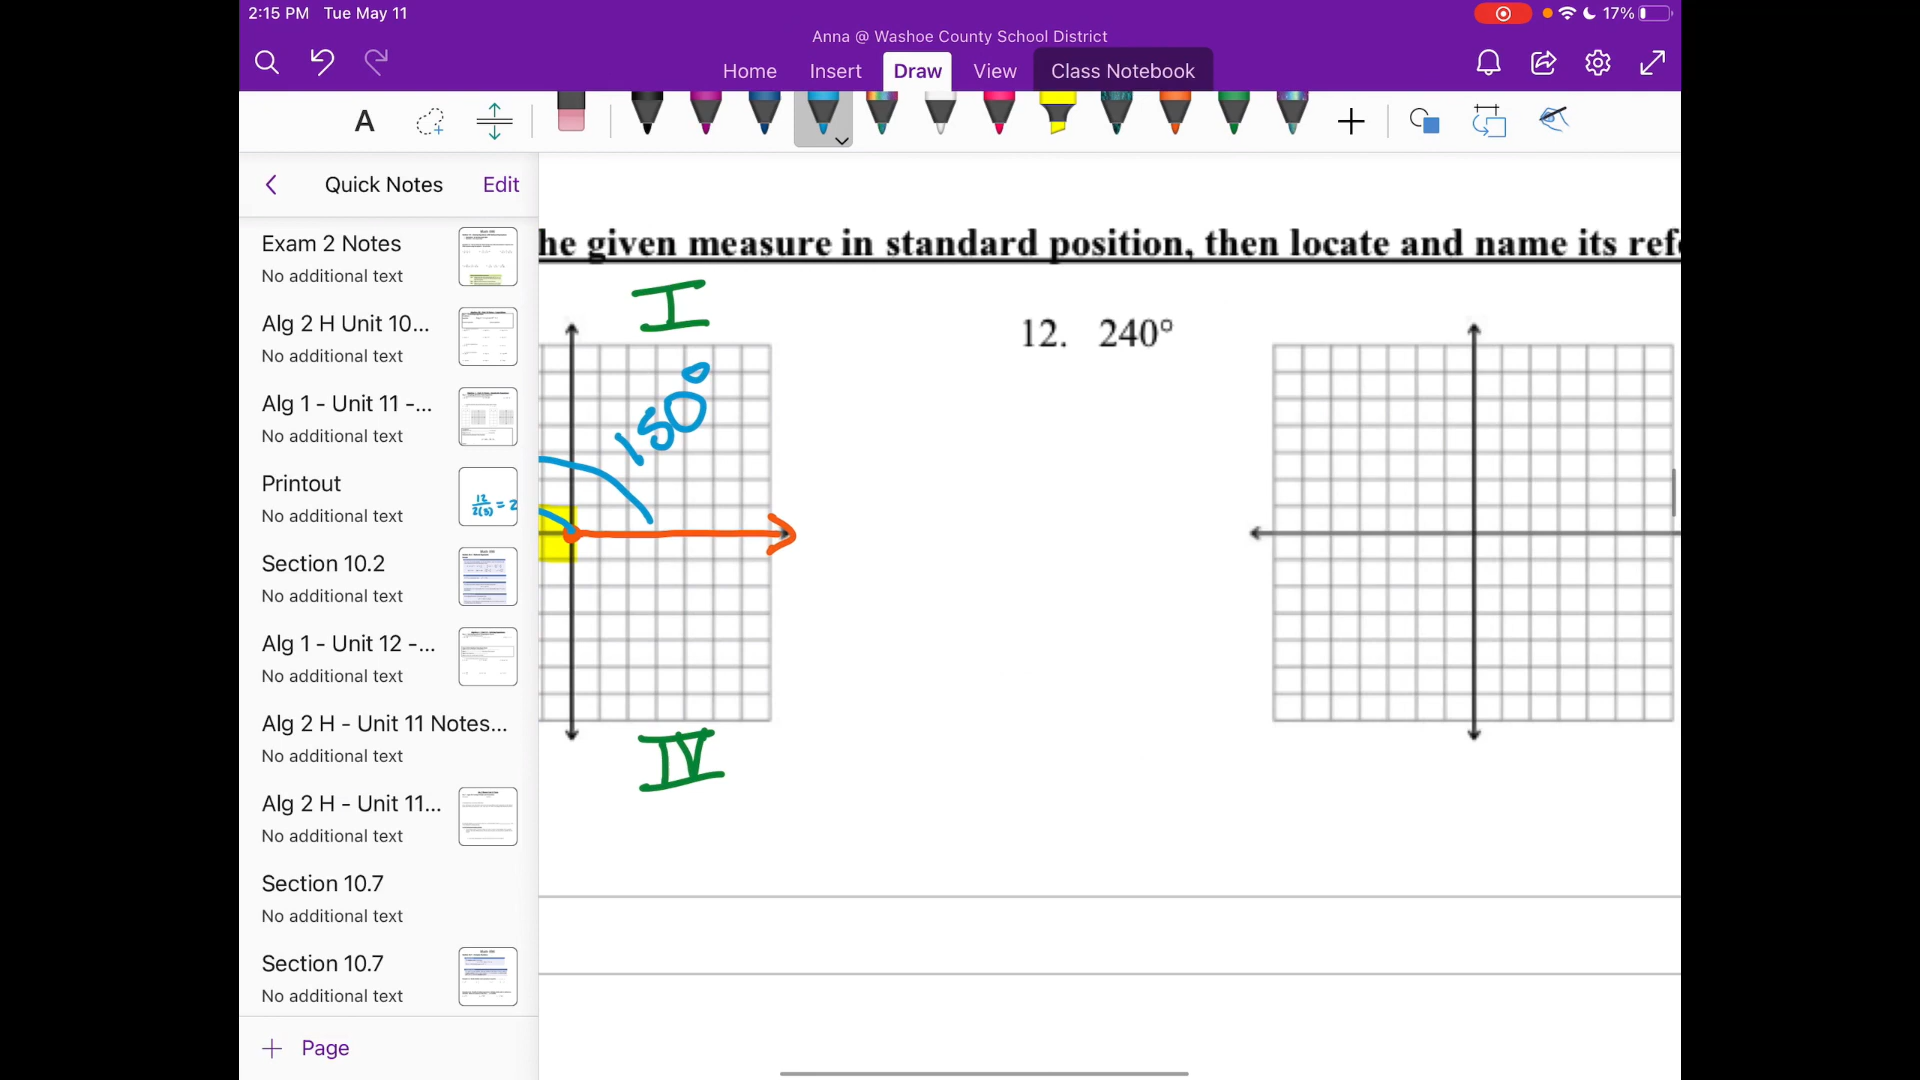 2:15 PM Tue May 11
17%
Anna @ Washoe County School District
Home Insert Draw View Class Notebook
A
Quick Notes Edit
Exam 2 Notes
No additional text
Alg 2 H Unit 10...
No additional text
Alg 1 - Unit 11 -...
No additional text
Printout
No additional text
12/2(5) = 2
Section 10.2
No additional text
Alg 1 - Unit 12 -...
No additional text
Alg 2 H - Unit 11 Notes...
No additional text
Alg 2 H - Unit 11...
No additional text
Section 10.7
No additional text
Section 10.7
No additional text
+ Page
he given measure in standard position, then locate and name its ref
I
150°
IV
12. 240°